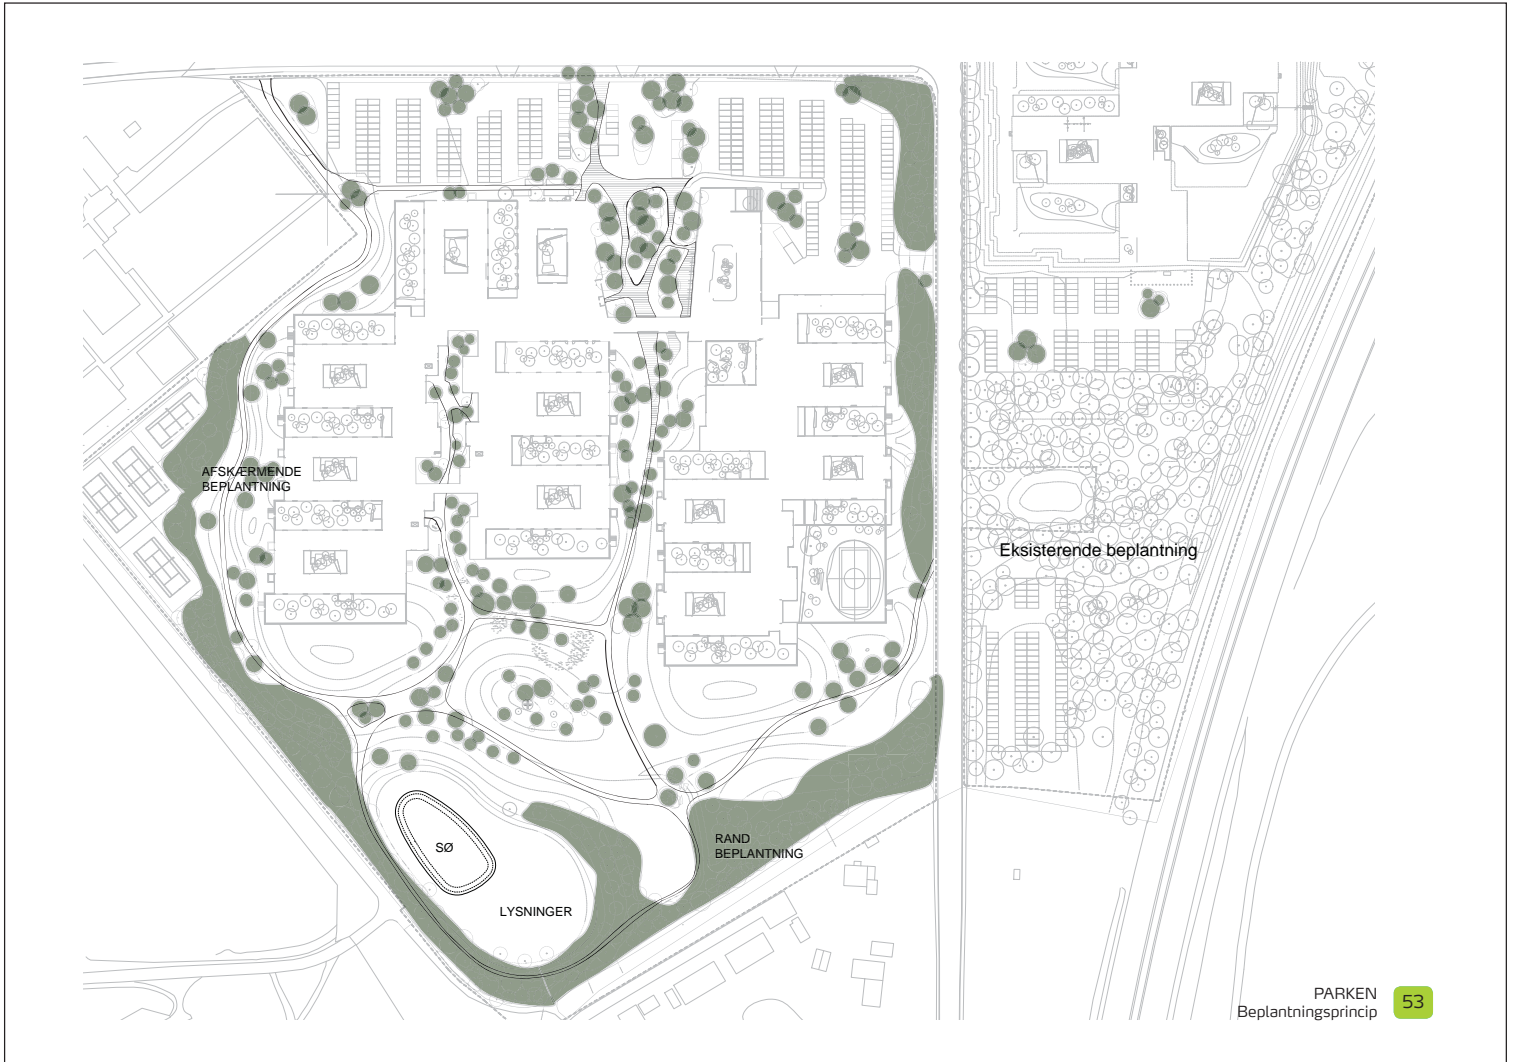 AFSKÆRMENDE
BEPLANTNING
Eksisterende beplantning
RAND
BEPLANTNING
SØ
LYSNINGER
PARKEN
Beplantningsprincip
53